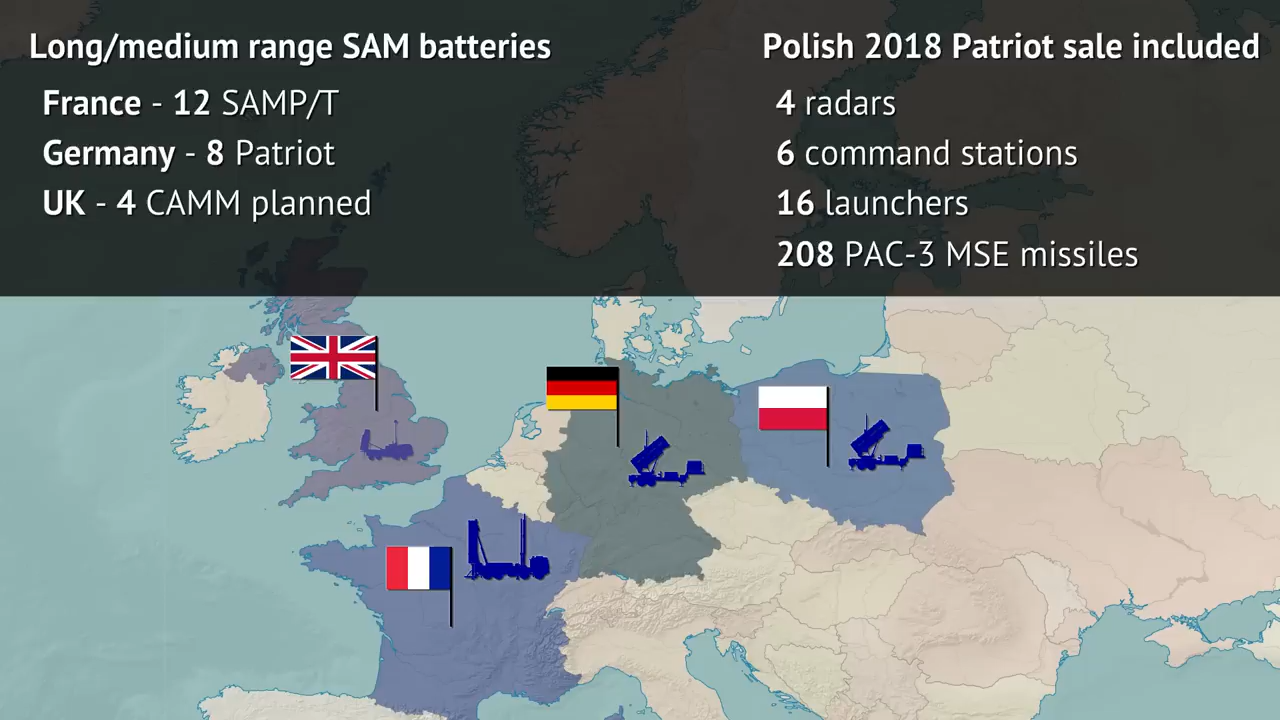 Long/medium range SAM batteries
France - 12 SAMP/T
Germany - 8 Patriot
UK - 4 CAMM planned
Polish 2018 Patriot sale included
4 radars
6 command stations
16 launchers
208 PAC-3 MSE missiles